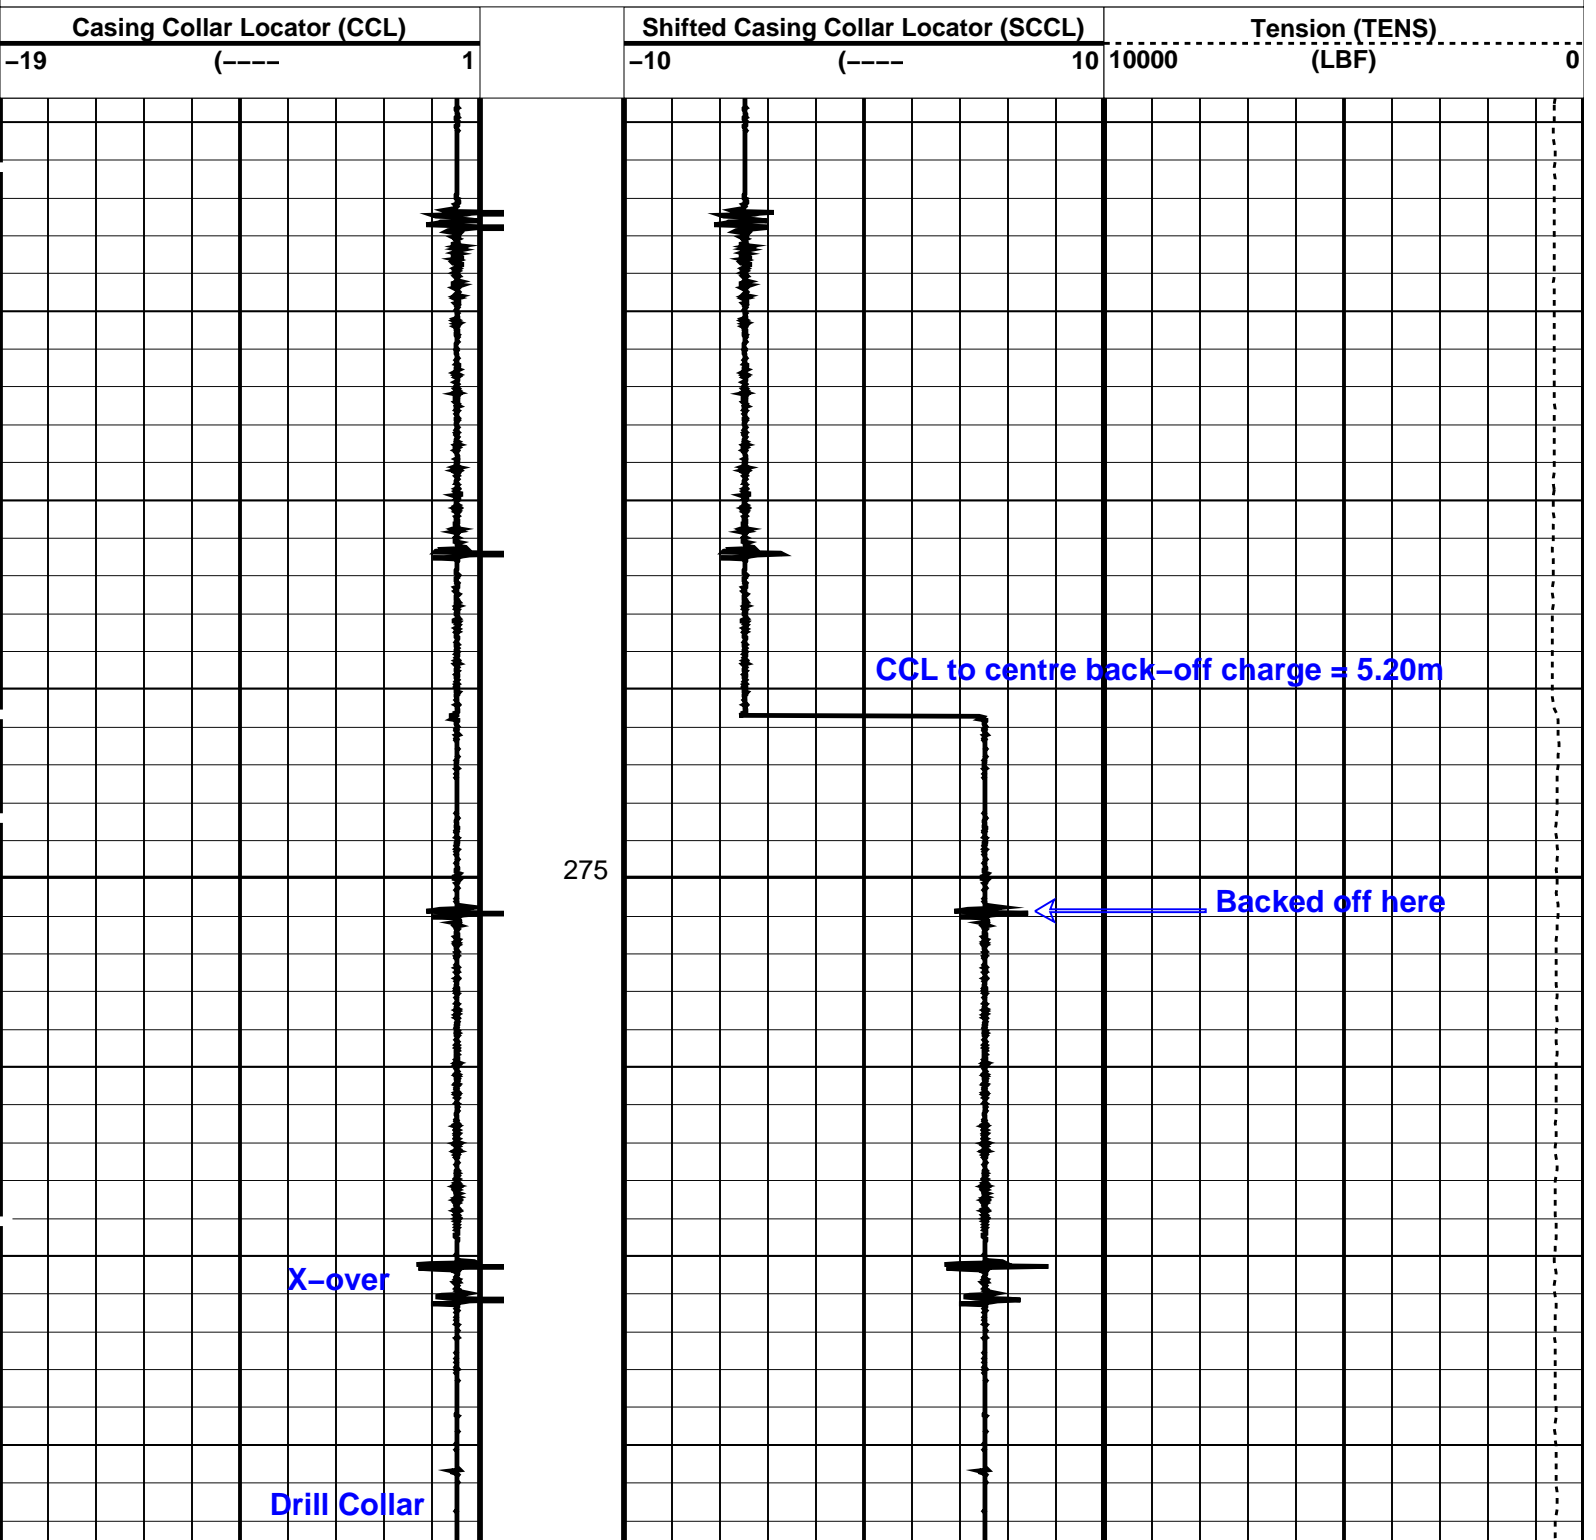 Casing Collar Locator (CCL)
–19 (–––– 1
Shifted Casing Collar Locator (SCCL)
–10 (–––– 10
Tension (TENS)
10000 (LBF) 0
CCL to centre back–off charge = 5.20m
275
Backed off here
X–over
Drill Collar